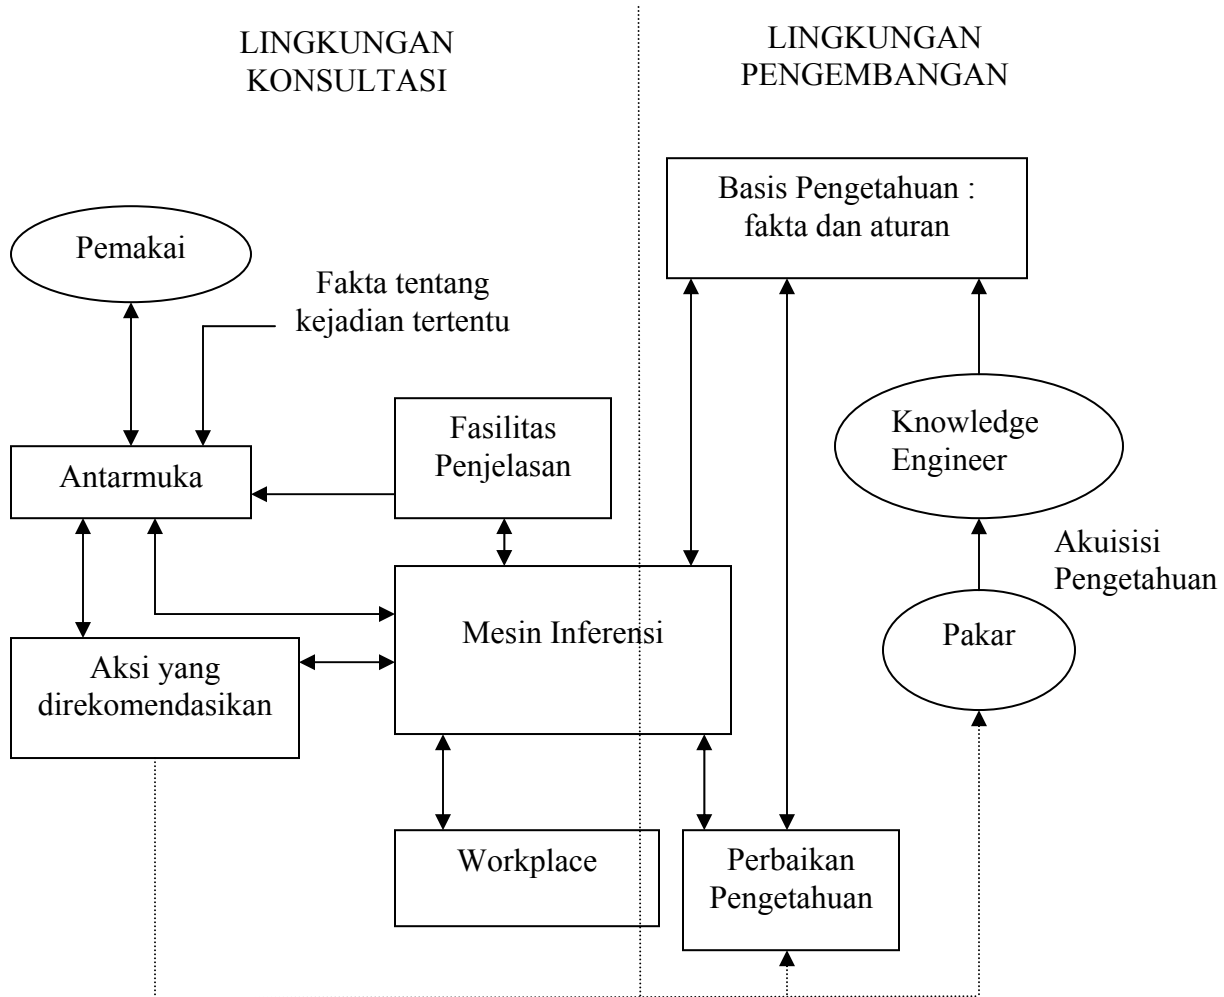 LINGKUNGAN
KONSULTASI
LINGKUNGAN
PENGEMBANGAN
Basis Pengetahuan :
fakta dan aturan
Pemakai
Fakta tentang
kejadian tertentu
Fasilitas
Penjelasan
Knowledge
Engineer
Antarmuka
Akuisisi
Pengetahuan
Mesin Inferensi
Pakar
Aksi yang
direkomendasikan
Workplace
Perbaikan
Pengetahuan